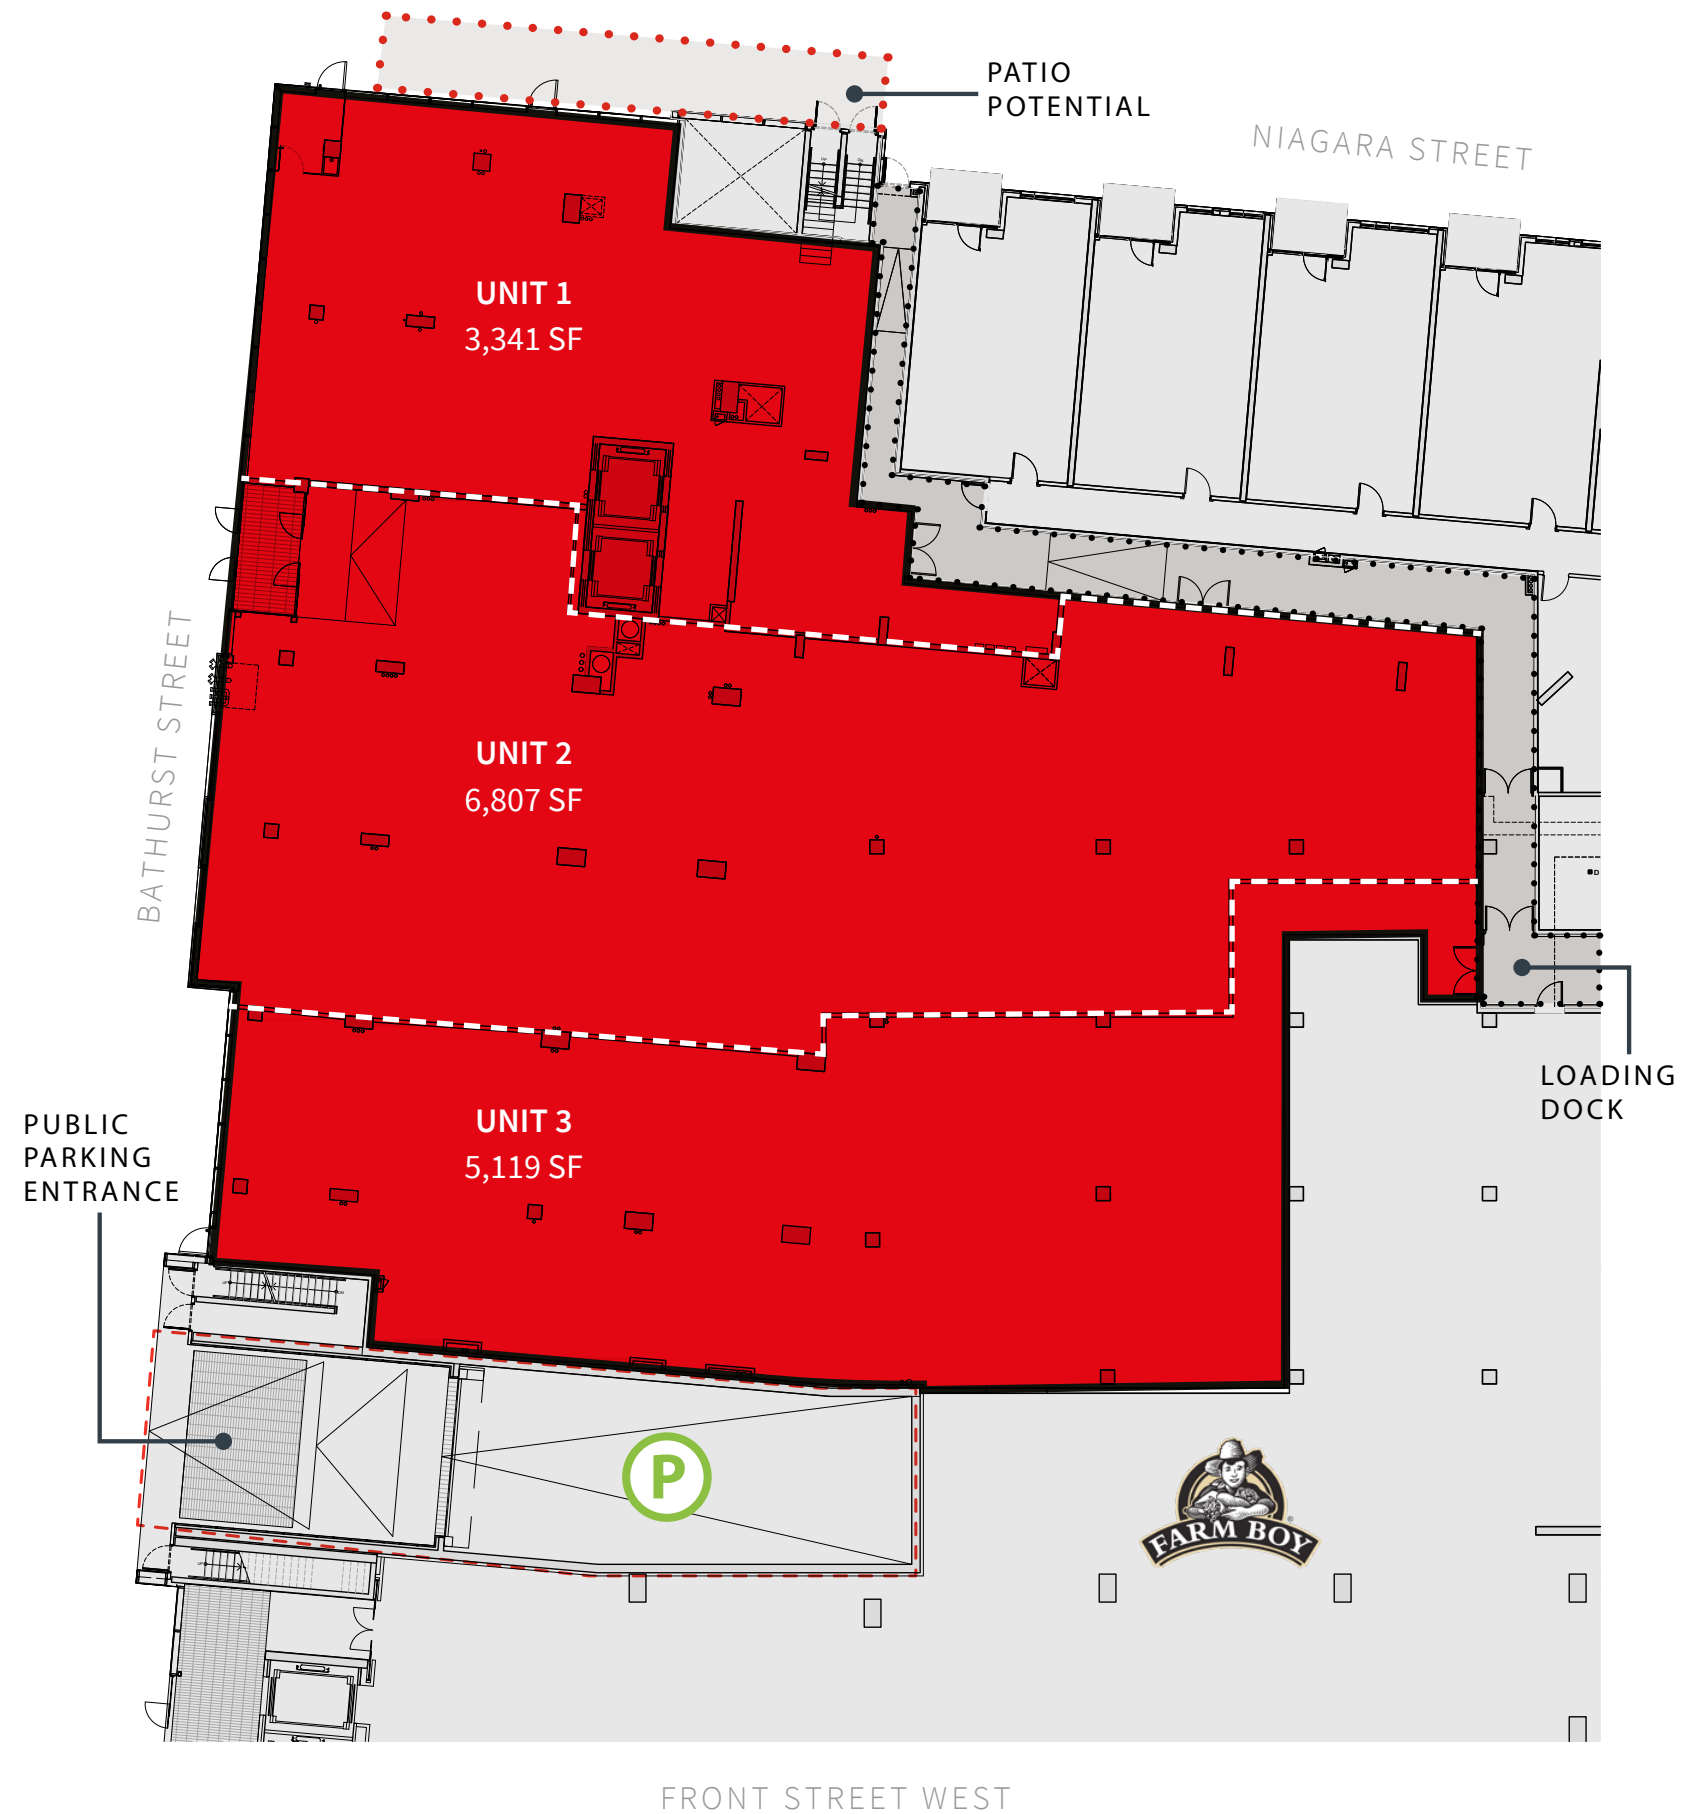 PATIO
POTENTIAL
NIAGARA STREET
UNIT 1
3,341 SF
BATHURST STREET
UNIT 2
6,807 SF
LOADING
DOCK
UNIT 3
5,119 SF
PUBLIC
PARKING
ENTRANCE
P
FARM BOY
FRONT STREET WEST